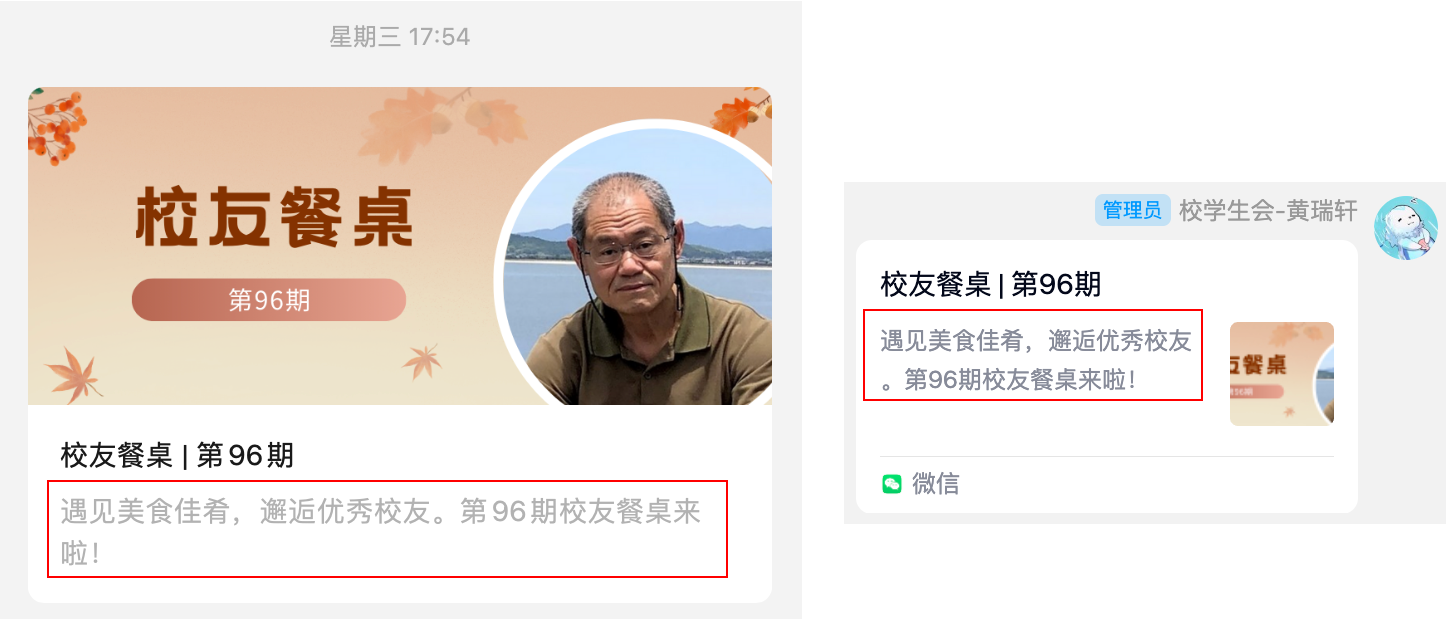 星期三 17:54
校友餐桌
第96期
校友餐桌 | 第96期
遇见美食佳肴，邂逅优秀校友。第96期校友餐桌来
啦！
管理员 校学生会-黄瑞轩
校友餐桌 | 第96期
遇见美食佳肴，邂逅优秀校友
。第96期校友餐桌来啦！
餐桌
微信